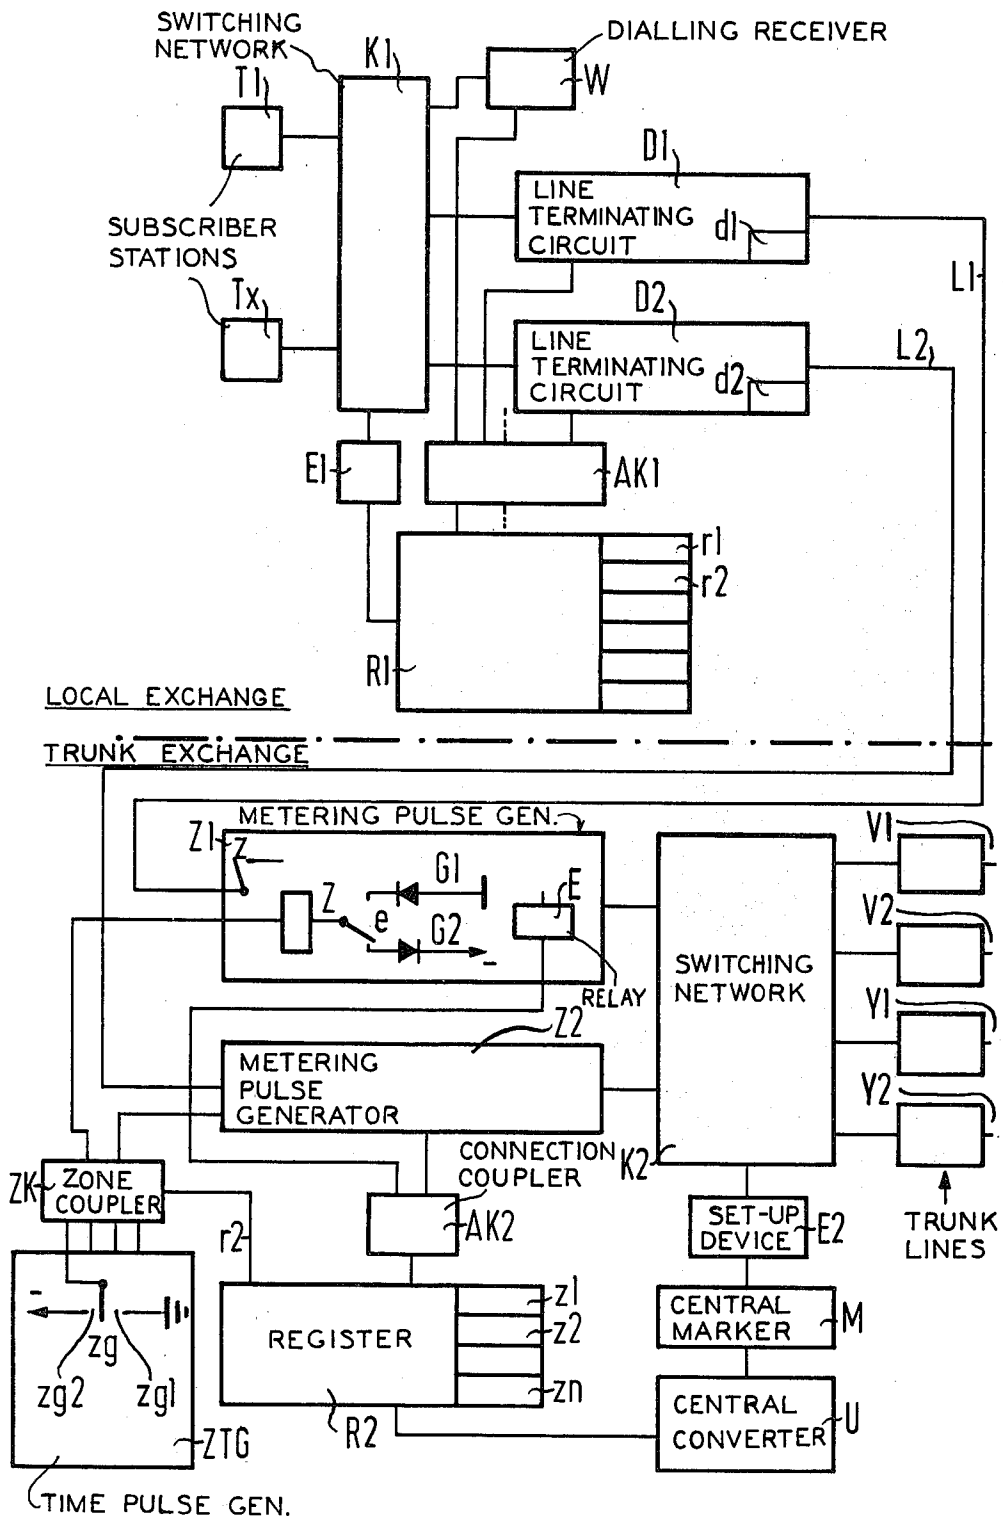 SWITCHING
NETWORK
K1
DIALLING RECEIVER
W
T1
SUBSCRIBER
STATIONS
Tx
D1
LINE
TERMINATING
CIRCUIT
d1
L1
D2
LINE
TERMINATING
CIRCUIT
d2
L2
E1
AK1
r1
r2
R1
LOCAL EXCHANGE
TRUNK EXCHANGE
METERING PULSE GEN.
Z1
z
G1
Z
e
G2
-
E
RELAY
SWITCHING
NETWORK
K2
V1
V2
Y1
Y2
TRUNK
LINES
Z2
METERING
PULSE
GENERATOR
CONNECTION
COUPLER
AK2
ZK
ZONE
COUPLER
r2
SET-UP
DEVICE
E2
-
zg
zg2
zg1
ZTG
TIME PULSE GEN.
REGISTER
z1
z2
zn
R2
CENTRAL
MARKER
M
CENTRAL
CONVERTER
U